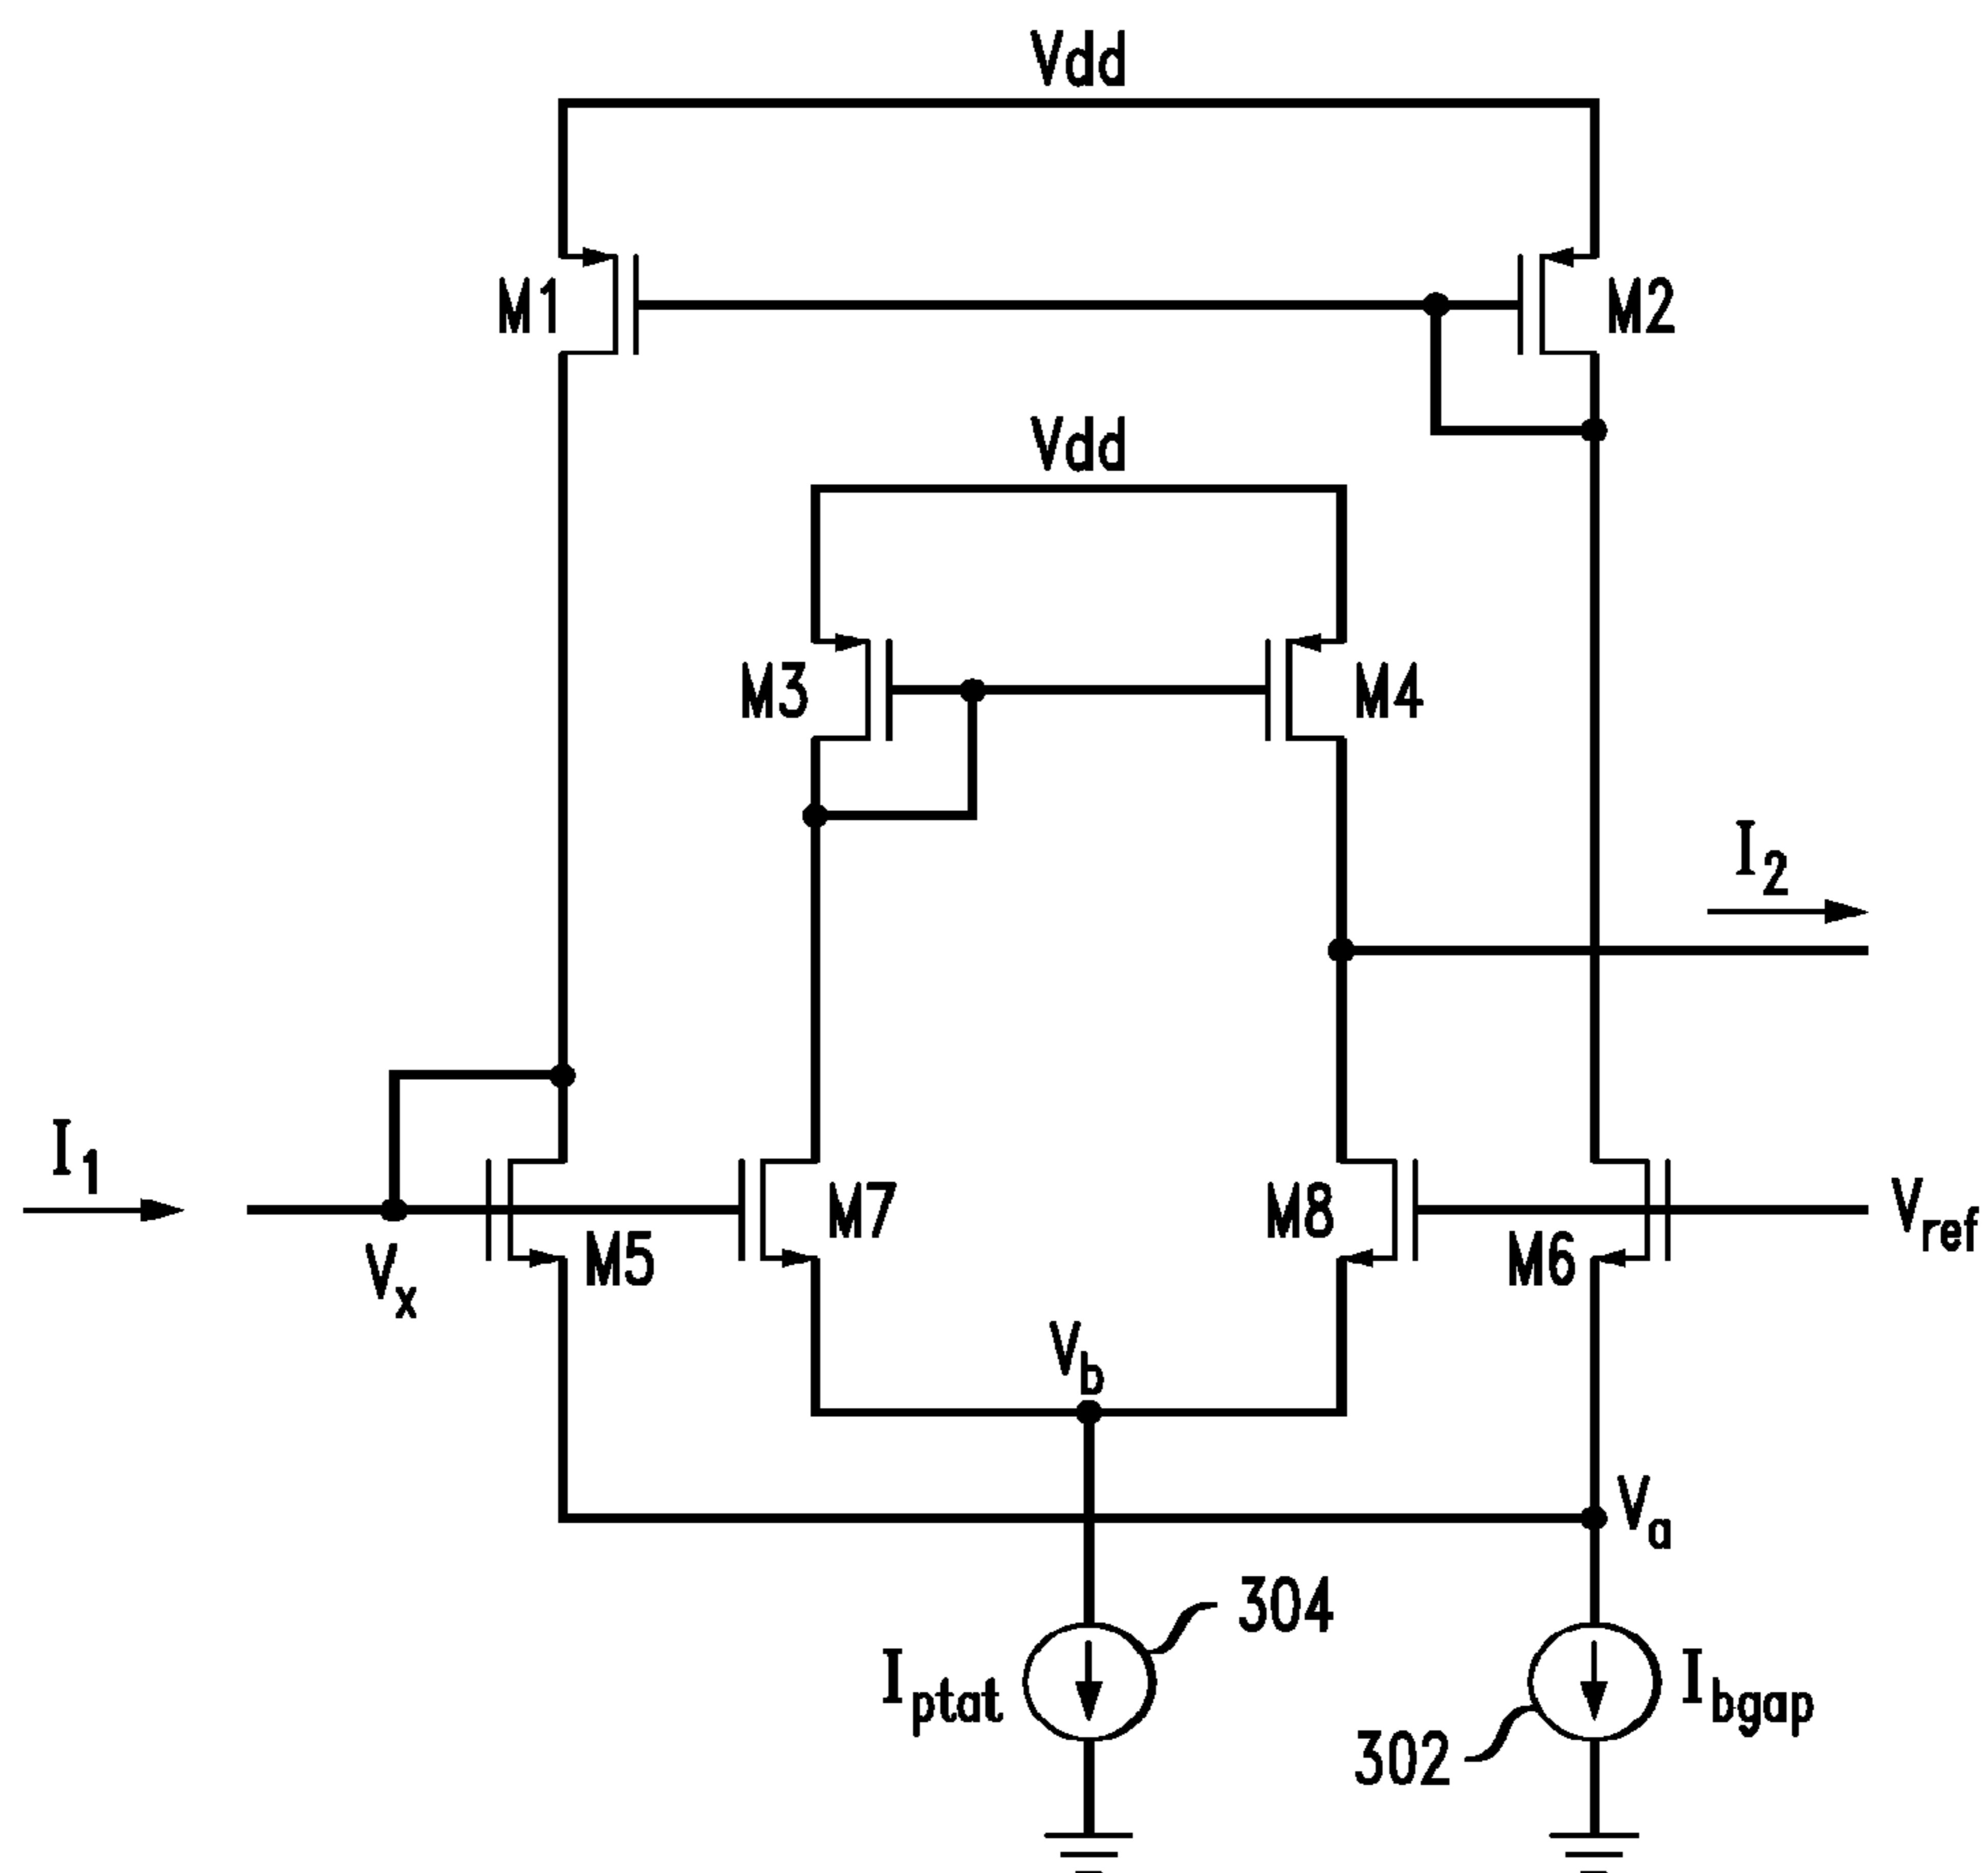 Vdd
M1
M2
Vdd
M3
M4
I2
I1
M7
M8
Vref
M5
M6
Vx
Vb
Va
304
Iptat
Ibgap
302